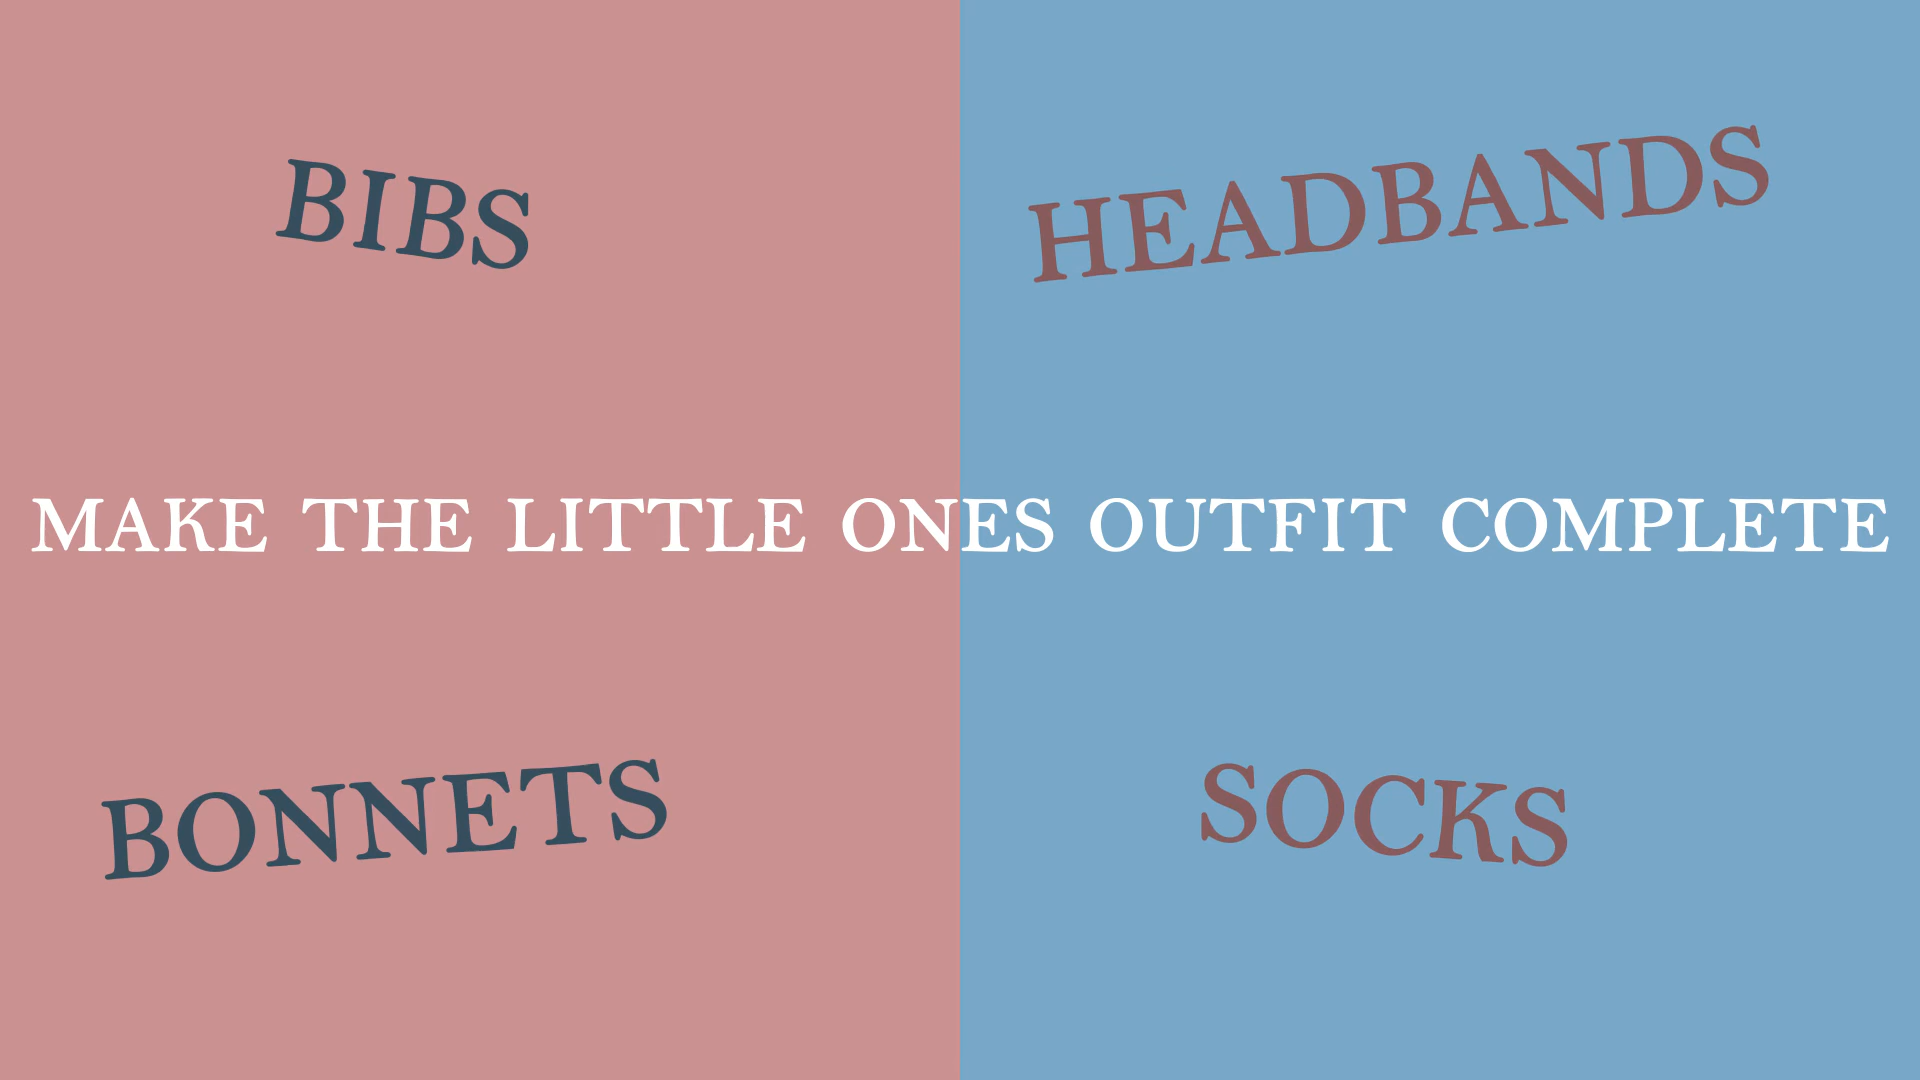 BIBS
HEADBANDS
MAKE THE LITTLE ONES OUTFIT COMPLETE
BONNETS
SOCKS